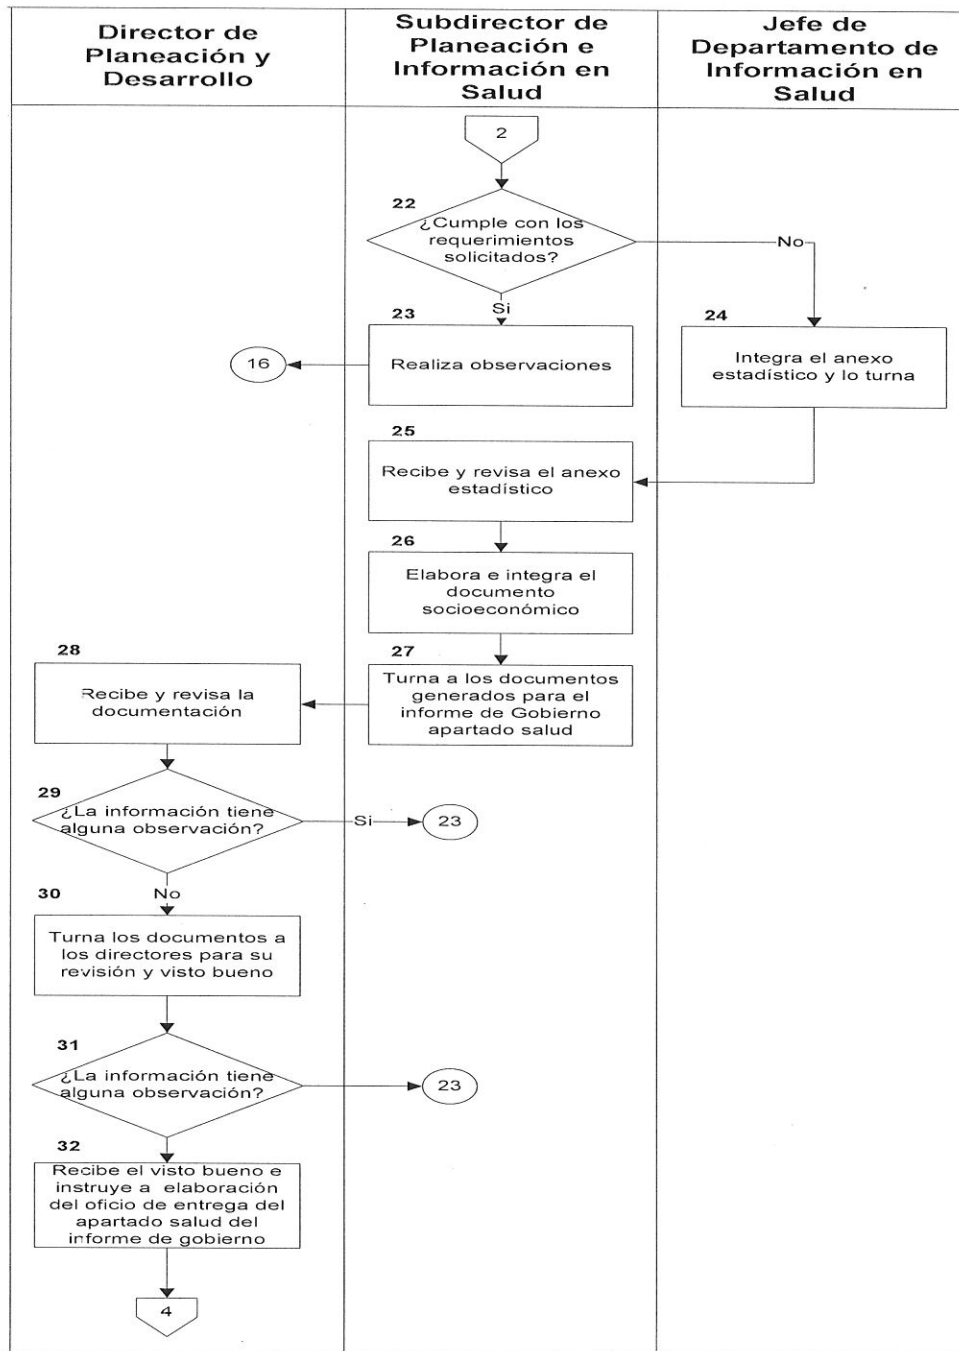 Director de
Planeación y
Desarrollo
Subdirector de
Planeación e
Información en
Salud
Jefe de
Departamento de
Información en
Salud
2
22
¿Cumple con los
requerimientos
solicitados?
No
Si
23
Realiza observaciones
16
24
Integra el anexo
estadístico y lo turna
25
Recibe y revisa el anexo
estadístico
26
Elabora e integra el
documento
socioeconómico
27
Turna a los documentos
generados para el
informe de Gobierno
apartado salud
28
Recibe y revisa la
documentación
29
¿La información tiene
alguna observación?
Si
23
No
30
Turna los documentos a
los directores para su
revisión y visto bueno
31
¿La información tiene
alguna observación?
23
32
Recibe el visto bueno e
instruye a elaboración
del oficio de entrega del
apartado salud del
informe de gobierno
4